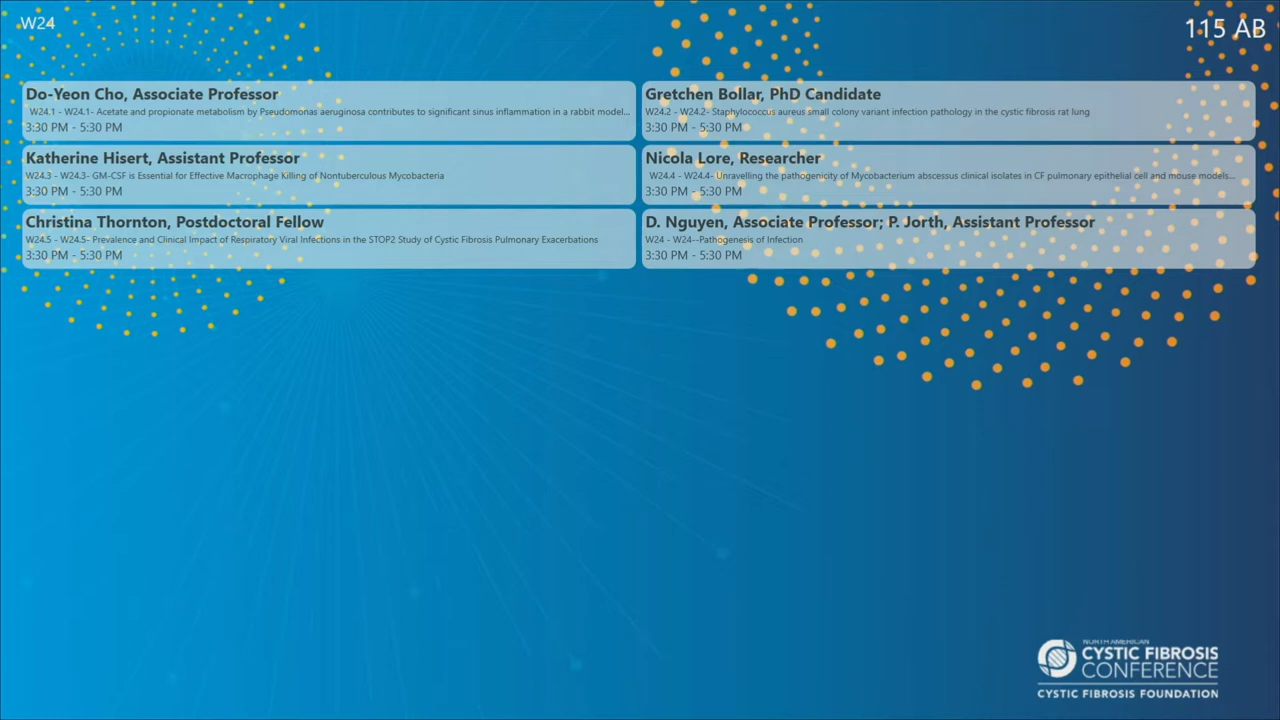 W24
115 AB
Do-Yeon Cho, Associate Professor
W24.1 - W24.1- Acetate and propionate metabolism by Pseudomonas aeruginosa contributes to significant sinus inflammation in a rabbit model...
3:30 PM - 5:30 PM
Gretchen Bollar, PhD Candidate
W24.2 - W24.2- Staphylococcus aureus small colony variant infection pathology in the cystic fibrosis rat lung
3:30 PM - 5:30 PM
Katherine Hisert, Assistant Professor
W24.3 - W24.3- GM-CSF is Essential for Effective Macrophage Killing of Nontuberculous Mycobacteria
3:30 PM - 5:30 PM
Nicola Lore, Researcher
W24.4 - W24.4- Unravelling the pathogenicity of Mycobacterium abscessus clinical isolates in CF pulmonary epithelial cell and mouse models...
3:30 PM - 5:30 PM
Christina Thornton, Postdoctoral Fellow
W24.5 - W24.5- Prevalence and Clinical Impact of Respiratory Viral Infections in the STOP2 Study of Cystic Fibrosis Pulmonary Exacerbations
3:30 PM - 5:30 PM
D. Nguyen, Associate Professor; P. Jorth, Assistant Professor
W24 - W24--Pathogenesis of Infection
3:30 PM - 5:30 PM
NORTH AMERICAN
CYSTIC FIBROSIS
CONFERENCE
CYSTIC FIBROSIS FOUNDATION